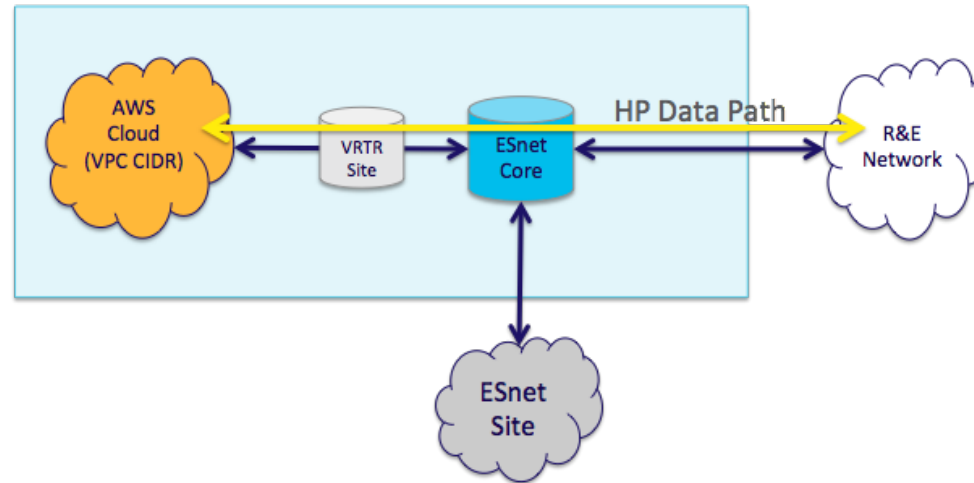 HP Data Path
AWS
Cloud
(VPC CIDR)
VRTR
Site
ESnet
Core
R&E
Network
ESnet
Site